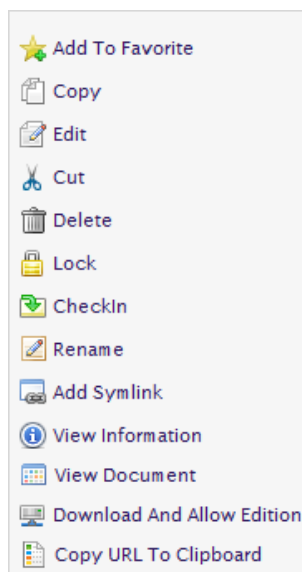 Add To Favorite
Copy
Edit
Cut
Delete
Lock
CheckIn
Rename
Add Symlink
View Information
View Document
Download And Allow Edition
Copy URL To Clipboard